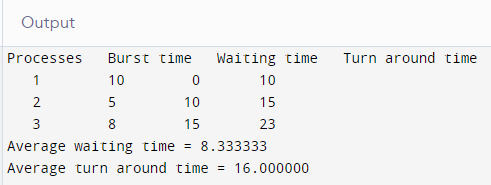 Output
Processes   Burst time   Waiting time   Turn around time
1   10   0   10
2   5   10   15
3   8   15   23
Average waiting time = 8.333333
Average turn around time = 16.000000